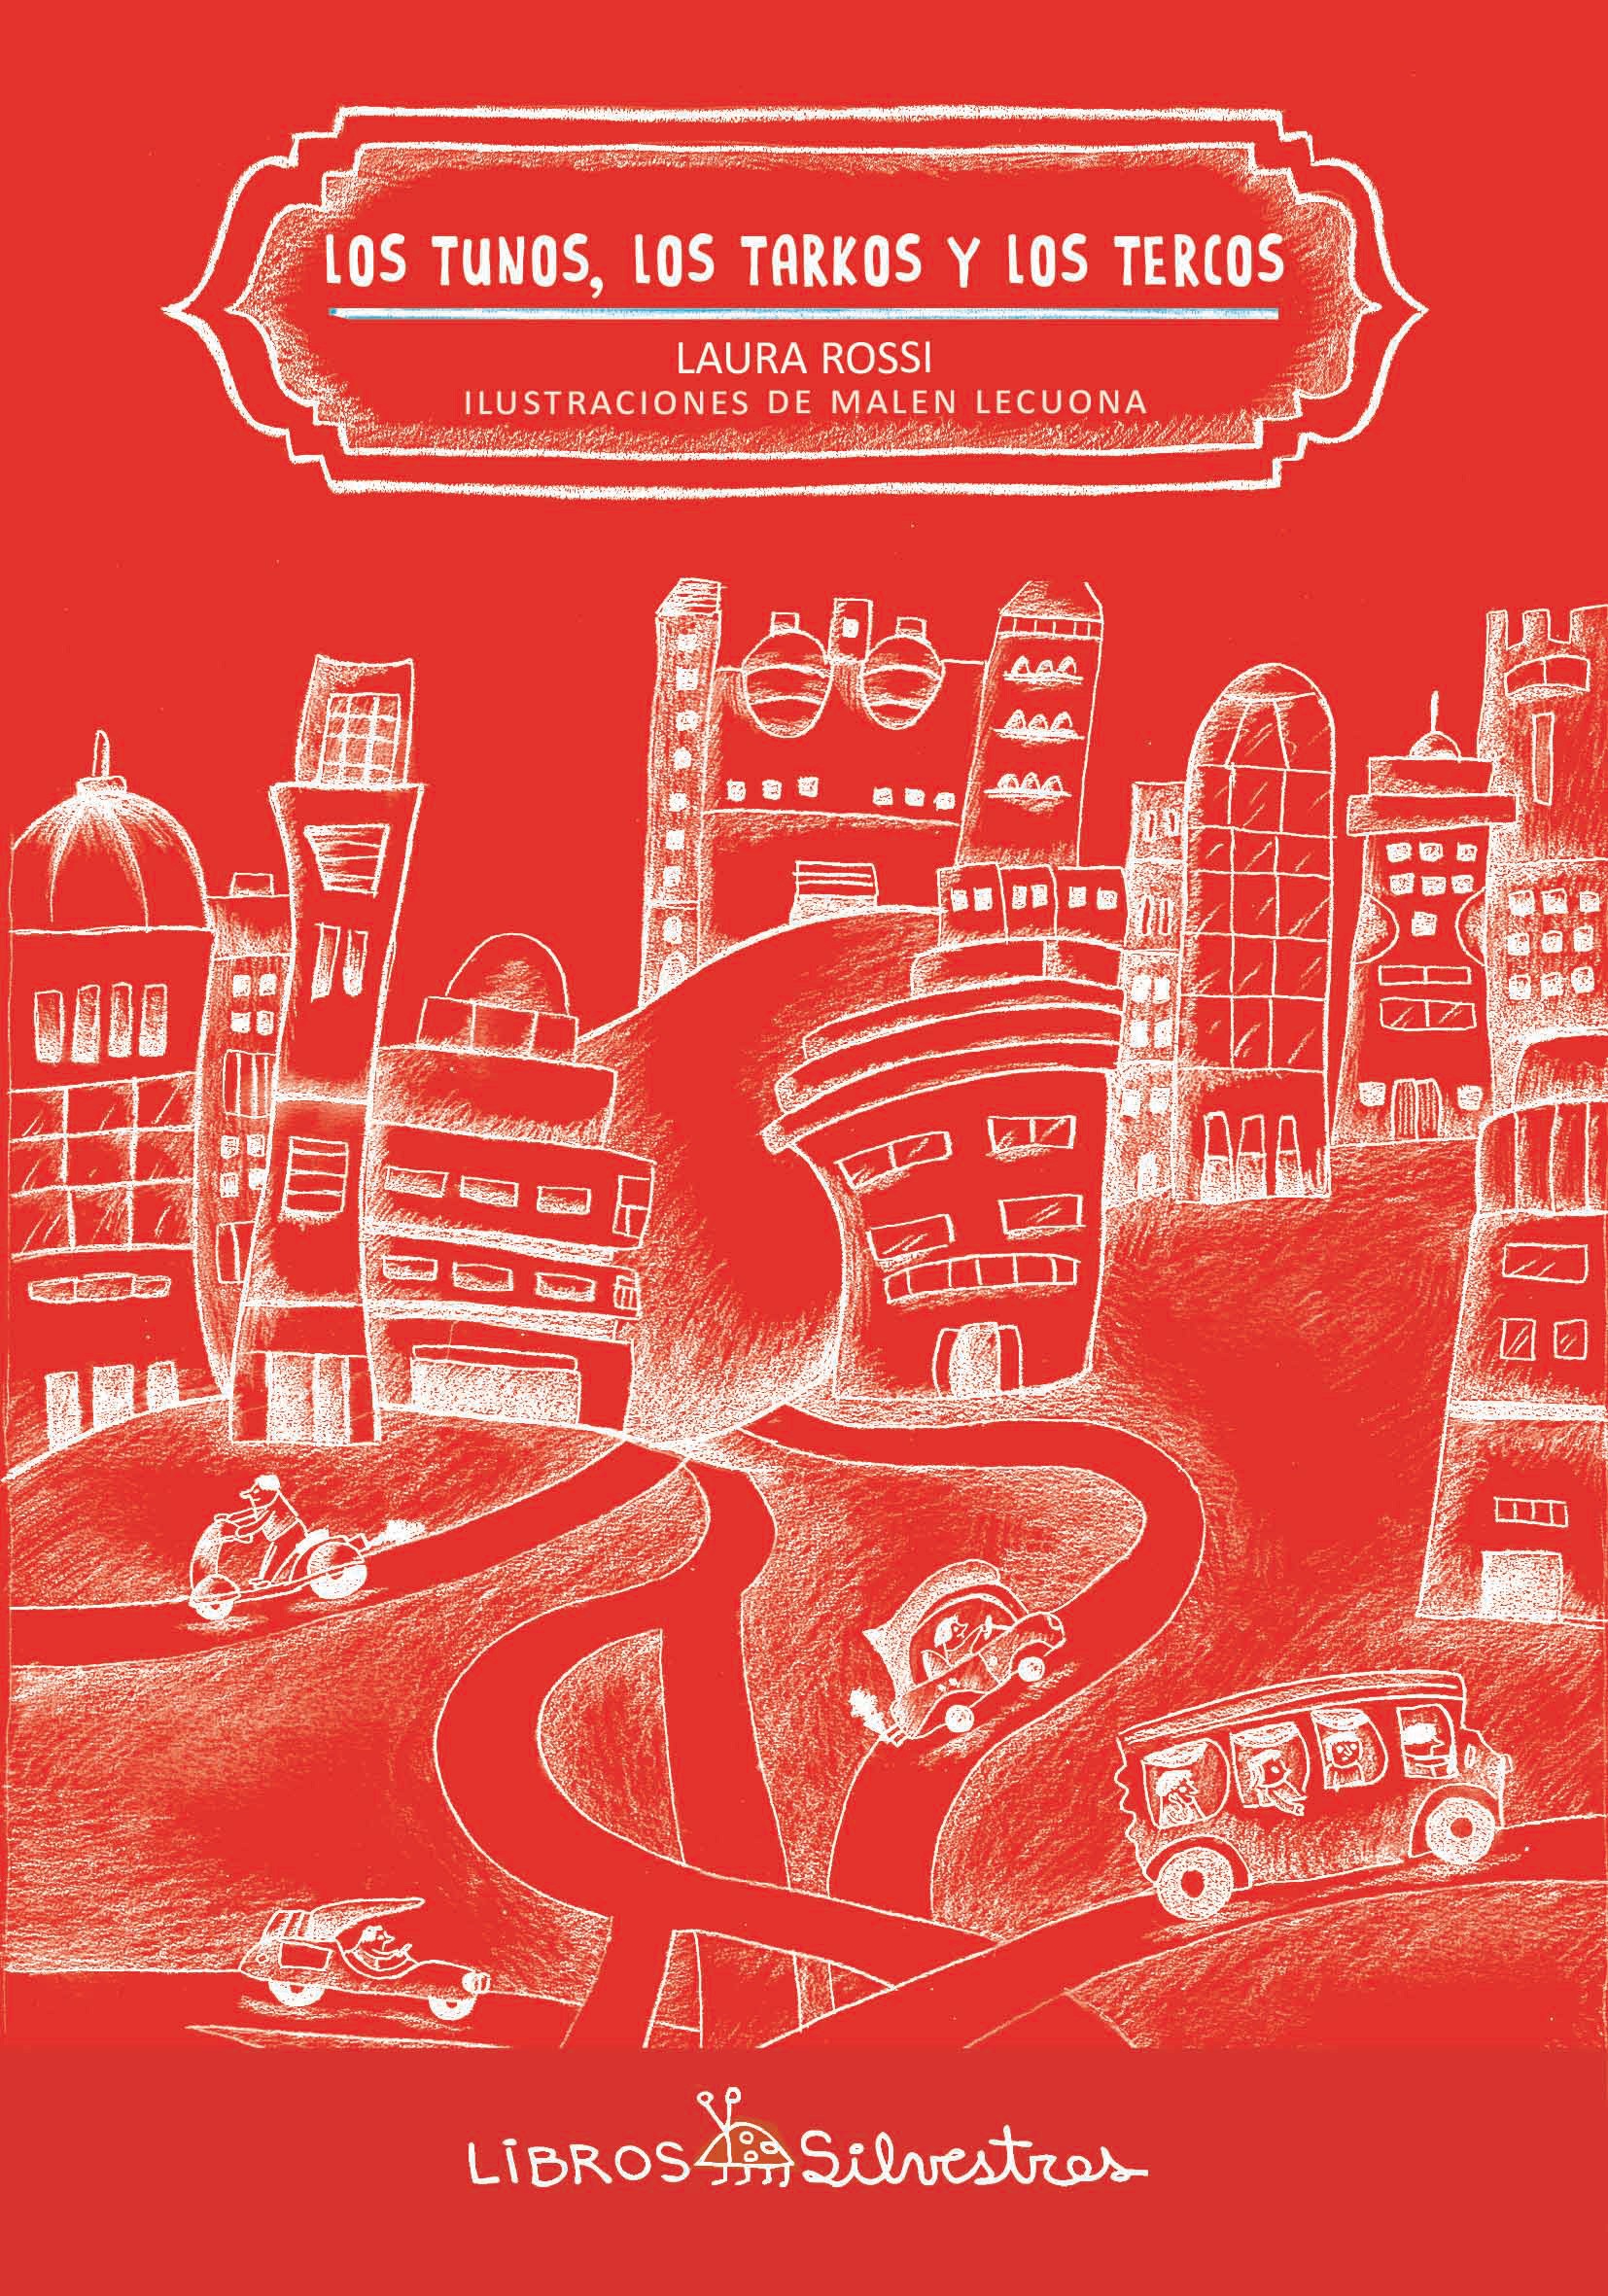 LOS TUNOS, LOS TARKOS Y LOS TERCOS
LAURA ROSSI
ILUSTRACIONES DE MALEN LECUONA
LiBROS Silvestres